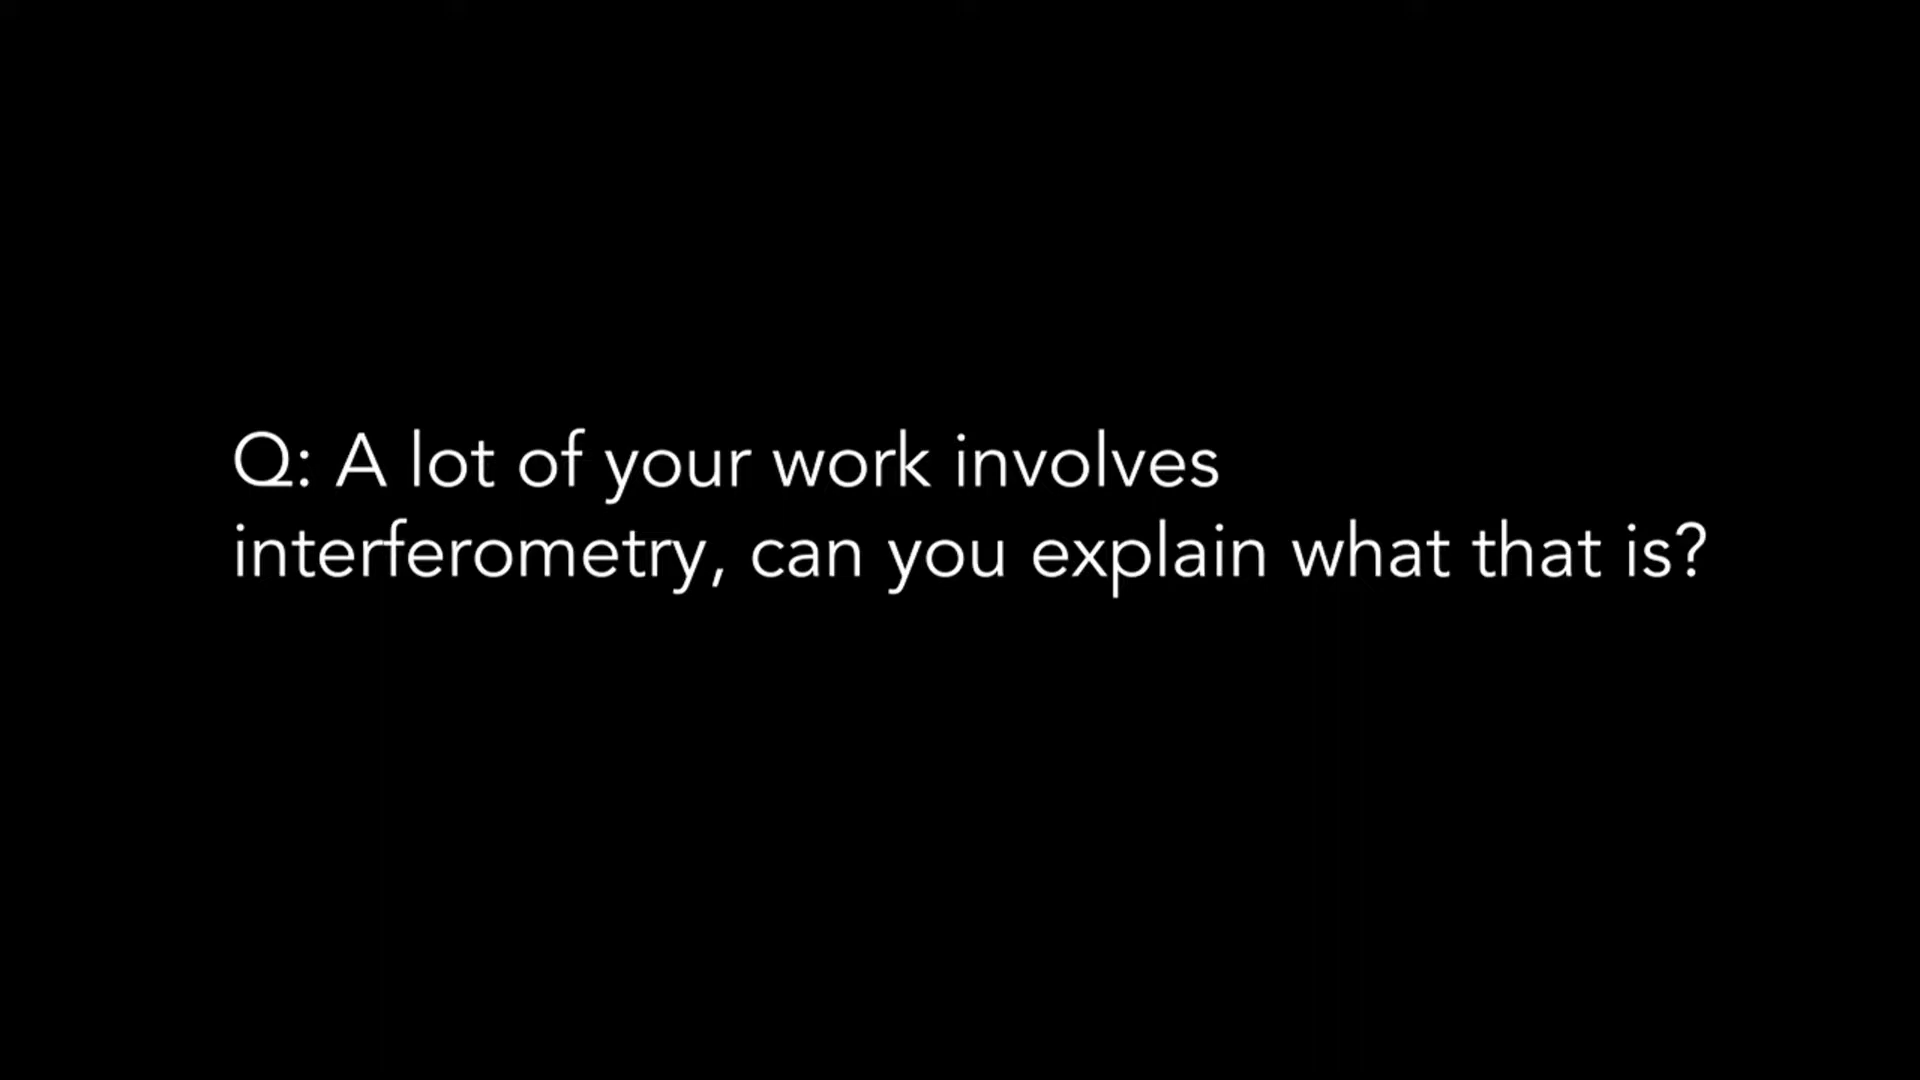 Q: A lot of your work involves
interferometry, can you explain what that is?